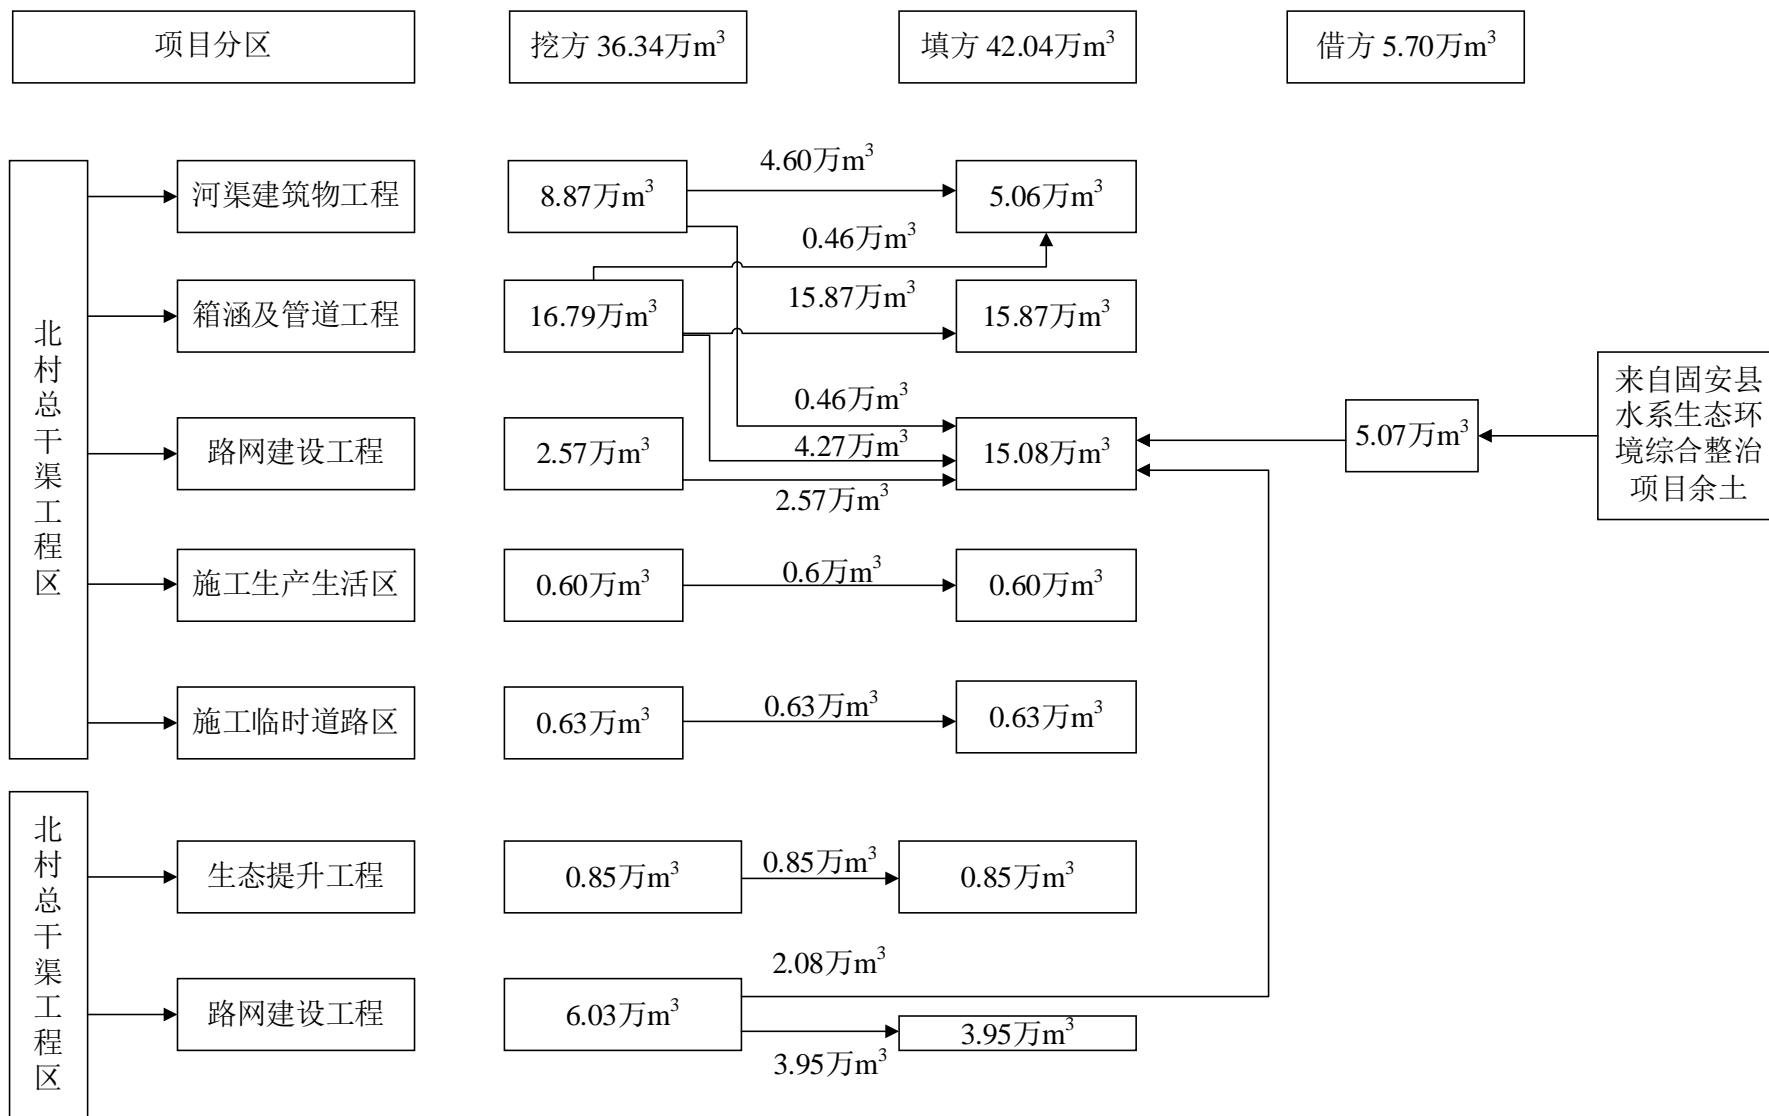 项目分区
挖方 36.34万m³
填方 42.04万m³
借方 5.70万m³
北村总干渠工程区
河渠建筑物工程
8.87万m³
4.60万m³
5.06万m³
0.46万m³
箱涵及管道工程
16.79万m³
15.87万m³
15.87万m³
路网建设工程
2.57万m³
0.46万m³
4.27万m³
2.57万m³
15.08万m³
5.07万m³
来自固安县
水系生态环
境综合整治
项目余土
施工生产生活区
0.60万m³
0.6万m³
0.60万m³
施工临时道路区
0.63万m³
0.63万m³
0.63万m³
北村总干渠工程区
生态提升工程
0.85万m³
0.85万m³
0.85万m³
路网建设工程
6.03万m³
2.08万m³
3.95万m³
3.95万m³